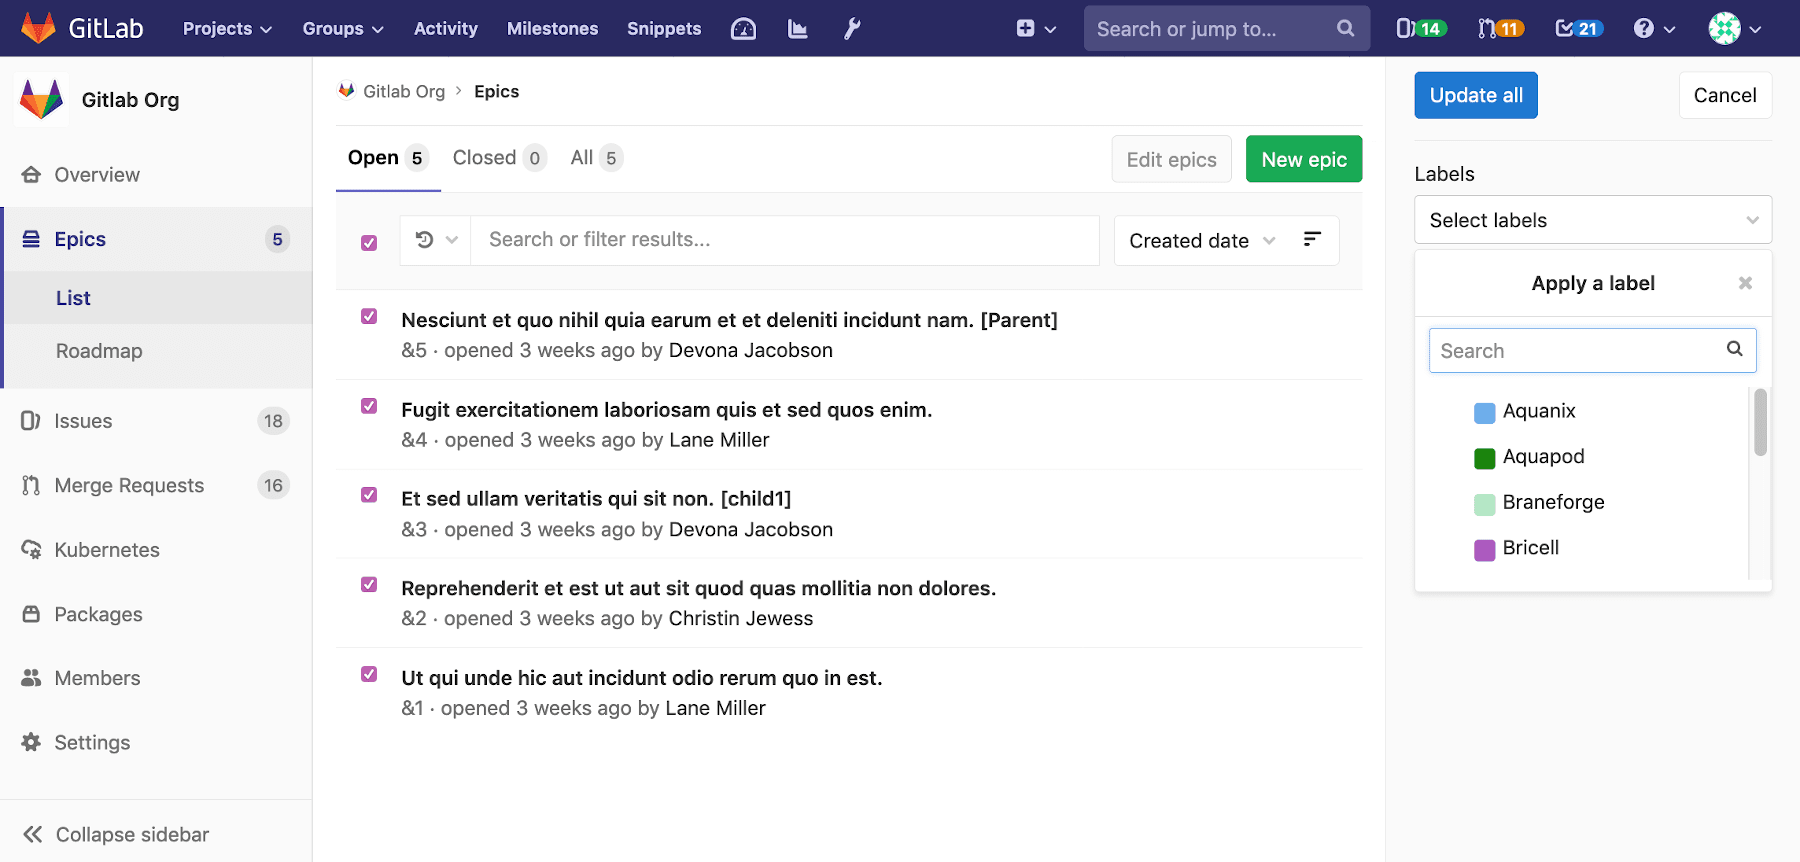 GitLab Projects Groups Activity Milestones Snippets Search or jump to... 14 11 21
Gitlab Org
Overview
Epics 5
List
Roadmap
Issues 18
Merge Requests 16
Kubernetes
Packages
Members
Settings
Collapse sidebar
Gitlab Org > Epics
Open 5 Closed 0 All 5 Edit epics New epic
Search or filter results... Created date
Nesciunt et quo nihil quia earum et et deleniti incidunt nam. [Parent]
&5 · opened 3 weeks ago by Devona Jacobson
Fugit exercitationem laboriosam quis et sed quos enim.
&4 · opened 3 weeks ago by Lane Miller
Et sed ullam veritatis qui sit non. [child1]
&3 · opened 3 weeks ago by Devona Jacobson
Reprehenderit et est ut aut sit quod quas mollitia non dolores.
&2 · opened 3 weeks ago by Christin Jewess
Ut qui unde hic aut incidunt odio rerum quo in est.
&1 · opened 3 weeks ago by Lane Miller
Update all Cancel
Labels
Select labels
Apply a label
Search
Aquanix
Aquapod
Braneforge
Bricell